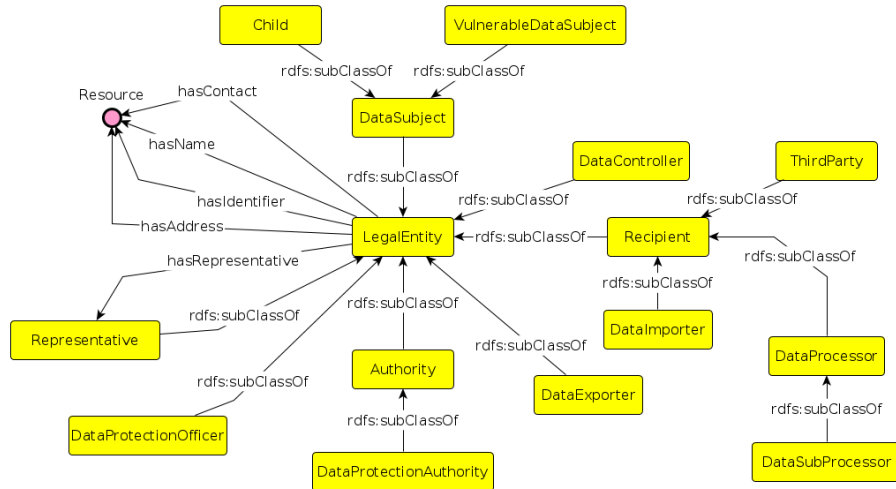 Child
VulnerableDataSubject
rdfs:subClassOf
rdfs:subClassOf
Resource
hasContact
DataSubject
hasName
DataController
ThirdParty
rdfs:subClassOf
rdfs:subClassOf
rdfs:subClassOf
hasIdentifier
hasAddress
LegalEntity
rdfs:subClassOf
Recipient
hasRepresentative
rdfs:subClassOf
rdfs:subClassOf
rdfs:subClassOf
rdfs:subClassOf
DataImporter
Representative
rdfs:subClassOf
DataProcessor
Authority
rdfs:subClassOf
DataExporter
rdfs:subClassOf
rdfs:subClassOf
DataProtectionOfficer
DataProtectionAuthority
DataSubProcessor